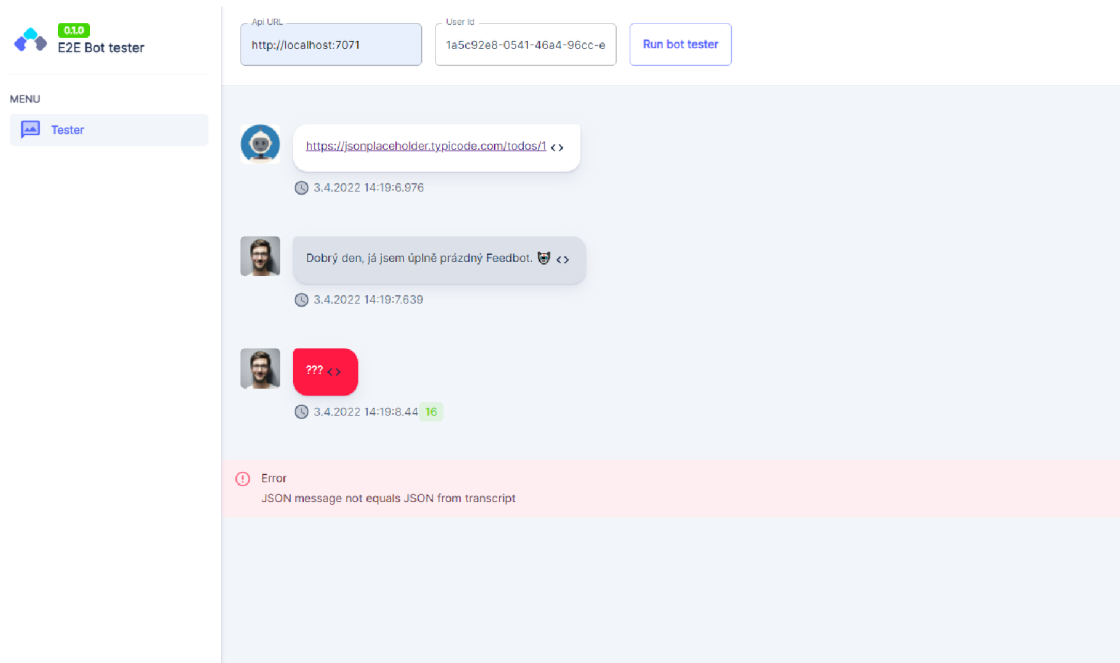 0.1.0
E2E Bot tester
MENU
Tester
Api URL
http://localhost:7071
User Id
1a5c92e8-0541-46a4-96cc-e
Run bot tester
https://jsonplaceholder.typicode.com/todos/1 <>
3.4.2022 14:19:6.976
Dobrý den, já jsem úplně prázdný Feedbot. <>
3.4.2022 14:19:7.639
??? <>
3.4.2022 14:19:8.44 16
Error
JSON message not equals JSON from transcript